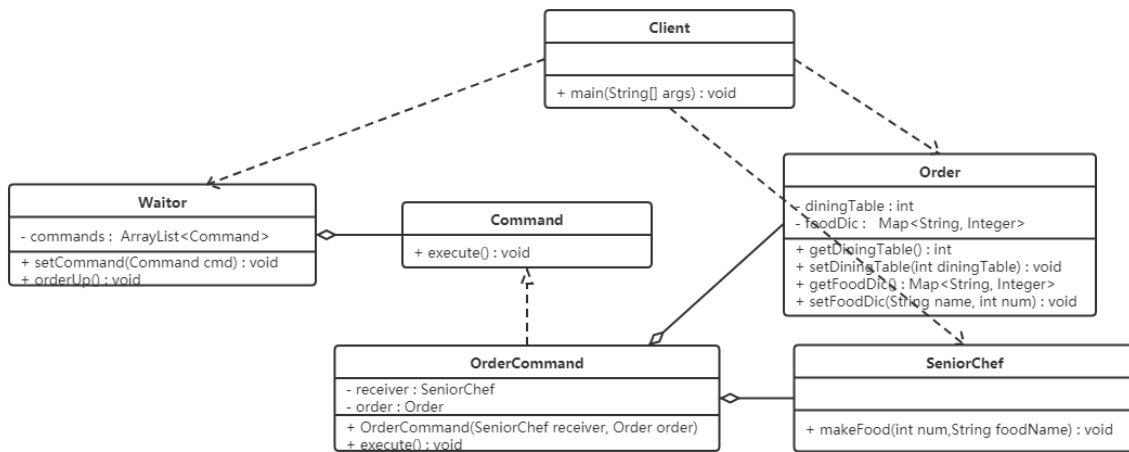 Client
+ main(String[] args) : void
Waitor
- commands : ArrayList<Command>
+ setCommand(Command cmd) : void
+ orderUp() : void
Command
+ execute() : void
Order
- diningTable : int
- foodDic : Map<String, Integer>
+ getDiningTable() : int
+ setDiningTable(int diningTable) : void
+ getFoodDic() : Map<String, Integer>
+ setFoodDic(String name, int num) : void
OrderCommand
- receiver : SeniorChef
- order : Order
+ OrderCommand(SeniorChef receiver, Order order)
+ execute() : void
SeniorChef
+ makeFood(int num,String foodName) : void